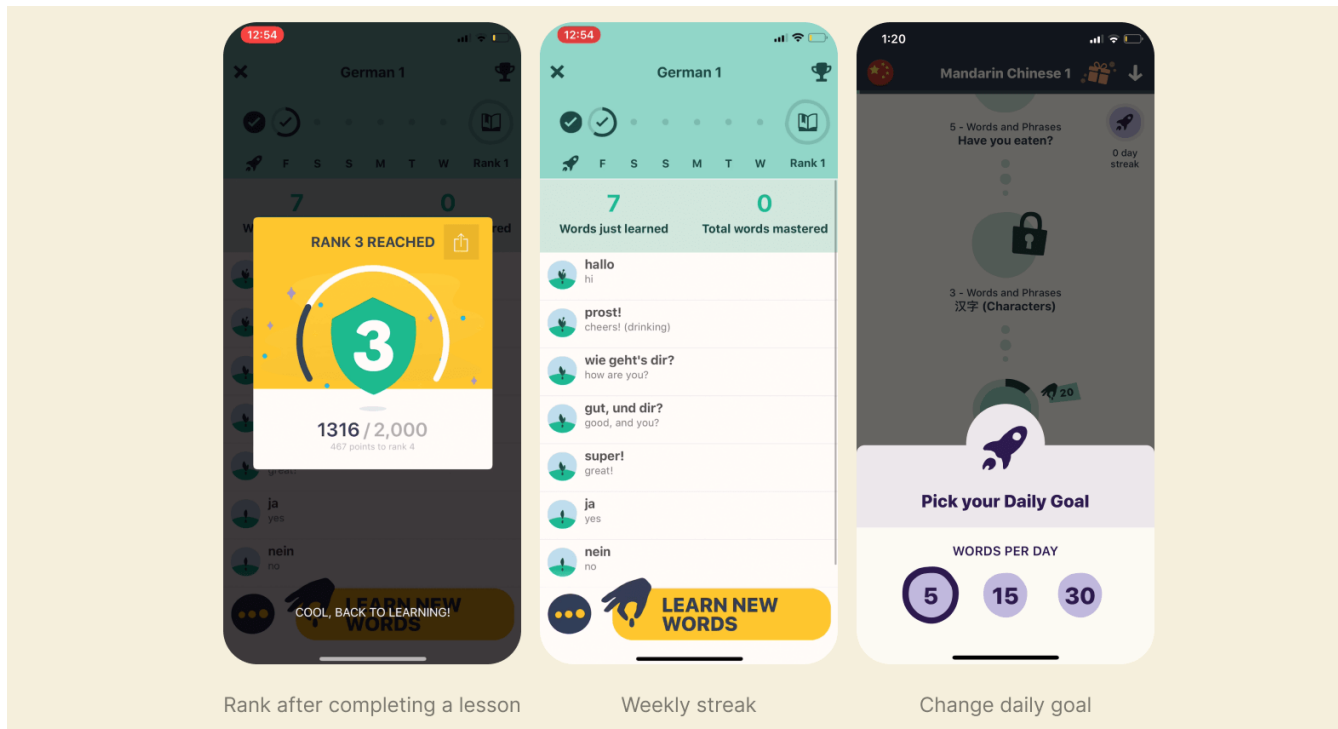 12:54
German 1
F S S M T W Rank 1
7 0
W red
RANK 3 REACHED
3
1316 / 2,000
467 points to rank 4
great!
ja
yes
nein
no
LEARN NEW
WORDS
COOL, BACK TO LEARNING!
Rank after completing a lesson
12:54
German 1
F S S M T W Rank 1
7 0
Words just learned Total words mastered
hallo
hi
prost!
cheers! (drinking)
wie geht's dir?
how are you?
gut, und dir?
good, and you?
super!
great!
ja
yes
nein
no
LEARN NEW
WORDS
Weekly streak
1:20
Mandarin Chinese 1
5 - Words and Phrases
Have you eaten?
0 day
streak
3 - Words and Phrases
汉字 (Characters)
20
Pick your Daily Goal
WORDS PER DAY
5 15 30
Change daily goal